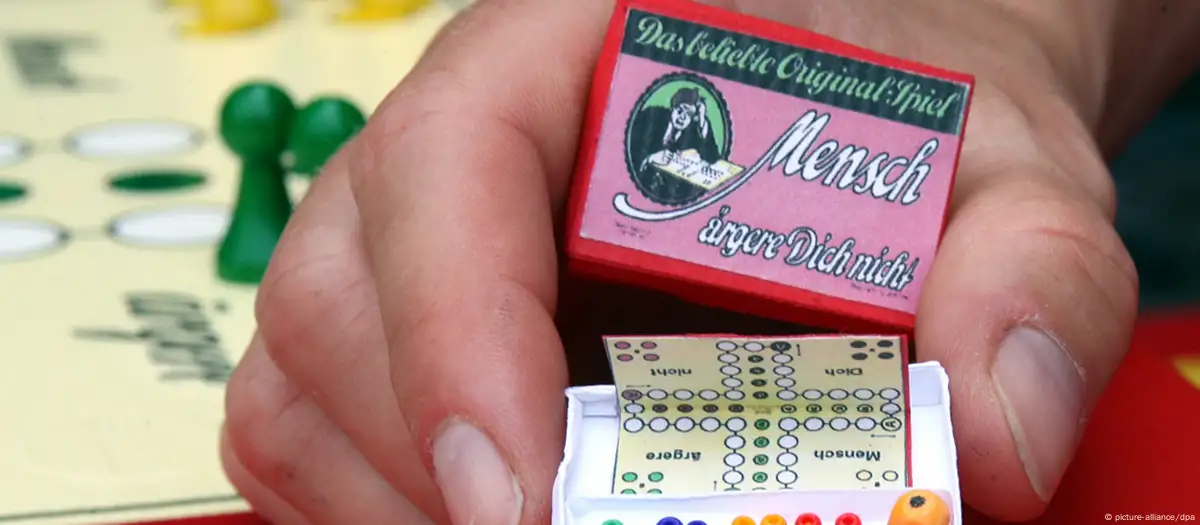 Das beliebte Original-Spiel
Mensch
ärgere Dich nicht
nicht
Dich
ärgere
Mensch
A
© picture-alliance/dpa